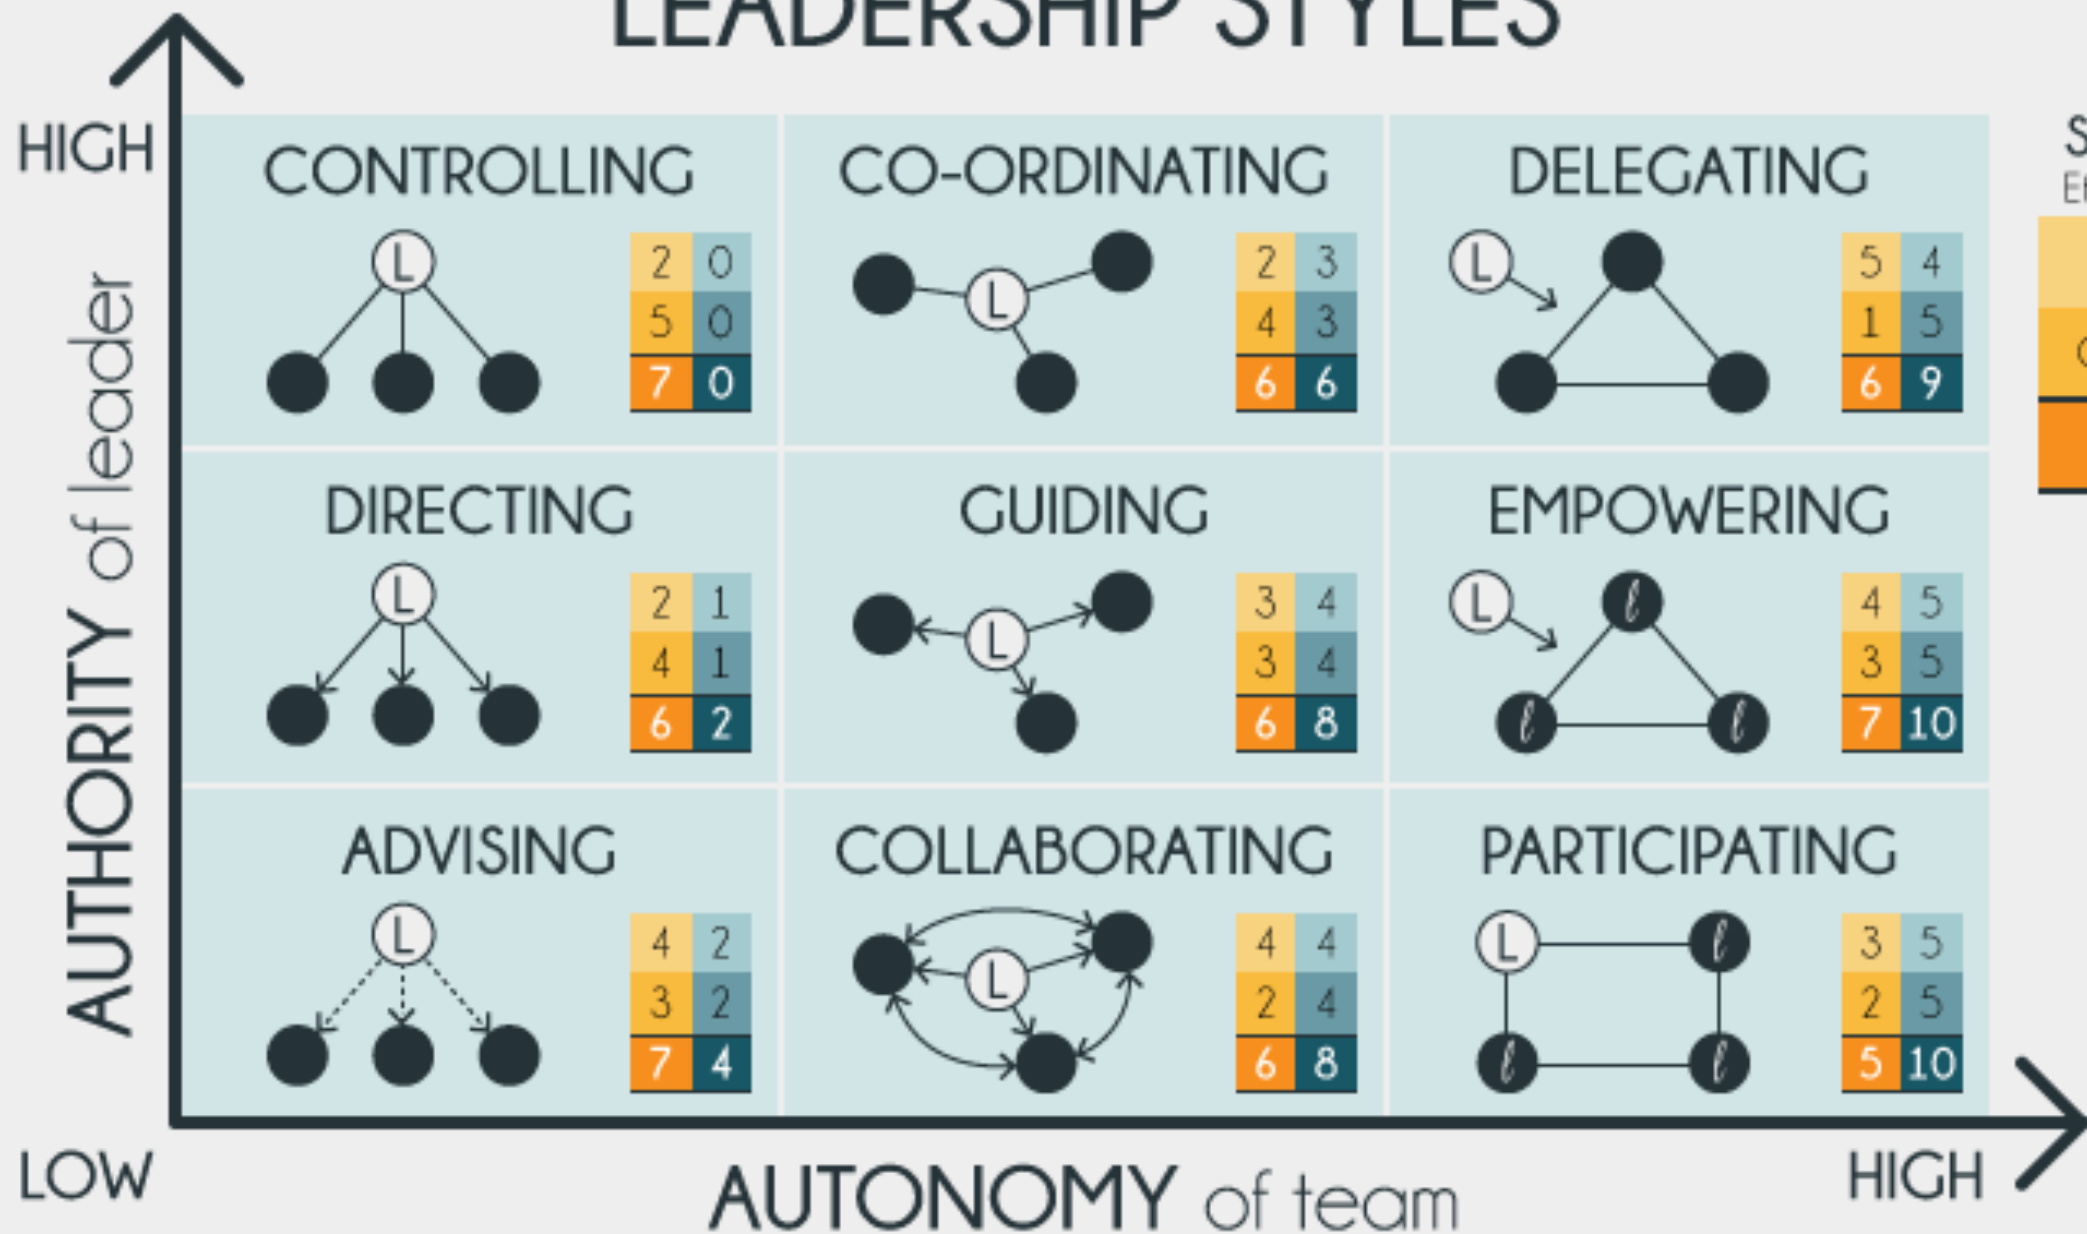 LEADERSHIP STYLES
HIGH
AUTHORITY of leader
LOW
CONTROLLING
L
2 0
5 0
7 0
CO-ORDINATING
L
2 3
4 3
6 6
DELEGATING
L
5 4
1 5
6 9
DIRECTING
L
2 1
4 1
6 2
GUIDING
L
3 4
3 4
6 8
EMPOWERING
L
ℓ
ℓ ℓ
4 5
3 5
7 10
ADVISING
L
4 2
3 2
7 4
COLLABORATING
L
4 4
2 4
6 8
PARTICIPATING
L ℓ
ℓ ℓ
3 5
2 5
5 10
AUTONOMY of team
HIGH